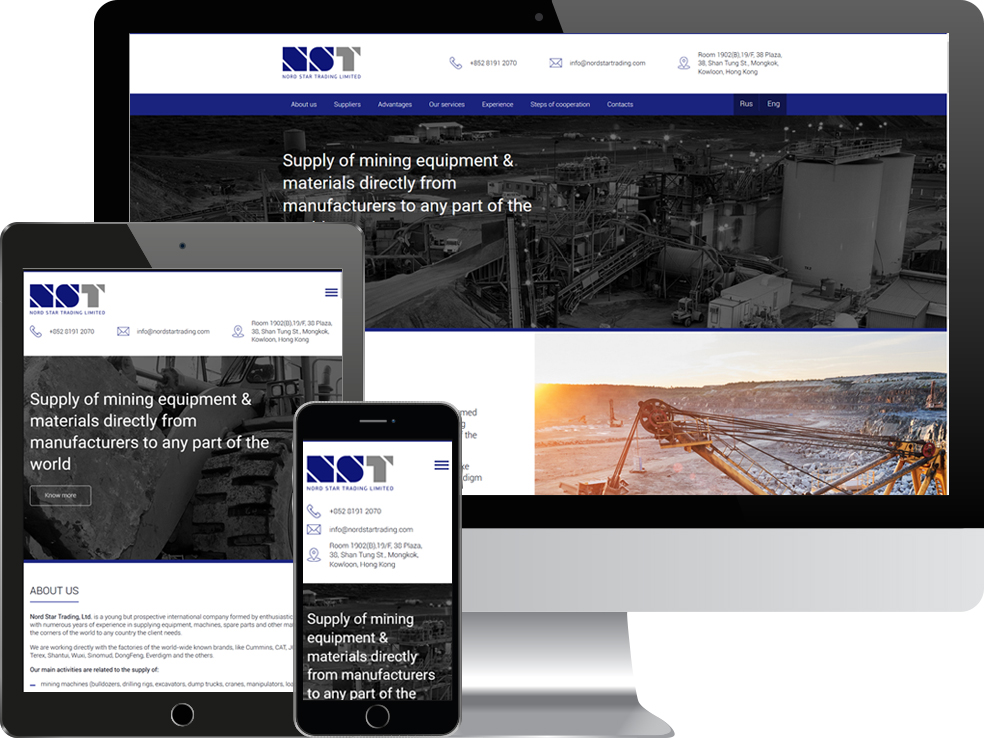 NST
NORD STAR TRADING LIMITED
+852 8191 2070
info@nordstartrading.com
Room 1902(B),19/F, 38 Plaza,
38, Shan Tung St., Mongkok,
Kowloon, Hong Kong
About us Suppliers Advantages Our services Experience Steps of cooperation Contacts Rus Eng
Supply of mining equipment &
materials directly from
manufacturers to any part of the
med
g
the
ke
digm
NST
NORD STAR TRADING LIMITED
+852 8191 2070
info@nordstartrading.com
Room 1902(B),19/F, 38 Plaza,
38, Shan Tung St., Mongkok,
Kowloon, Hong Kong
Supply of mining equipment &
materials directly from
manufacturers to any part of the
world
Know more
ABOUT US
Nord Star Trading, Ltd. is a young but prospective international company formed by enthusiastic
with numerous years of experience in supplying equipment, machines, spare parts and other ma
the corners of the world to any country the client needs.
We are working directly with the factories of the world-wide known brands, like Cummins, CAT,
Terex, Shantui, Wuxi, Sinomud, DongFeng, Everdigm and the others.
Our main activities are related to the supply of:
mining machines (bulldozers, drilling rigs, excavators, dump trucks, cranes, manipulators, loa
NST
NORD STAR TRADING LIMITED
+852 8191 2070
info@nordstartrading.com
Room 1902(B),19/F, 38 Plaza,
38, Shan Tung St., Mongkok,
Kowloon, Hong Kong
Supply of mining
equipment &
materials directly
from manufacturers
to any part of the